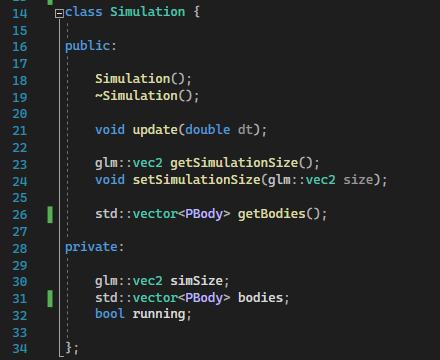 14 class Simulation {
15
16 public:
17
18 Simulation();
19 ~Simulation();
20
21 void update(double dt);
22
23 glm::vec2 getSimulationSize();
24 void setSimulationSize(glm::vec2 size);
25
26 std::vector<PBody> getBodies();
27
28 private:
29
30 glm::vec2 simSize;
31 std::vector<PBody> bodies;
32 bool running;
33
34 };